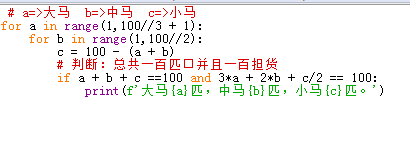 # a=>大马 b=>中马 c=>小马
for a in range(1,100//3 + 1):
    for b in range(1,100//2):
        c = 100 - (a + b)
        # 判断：总共一百匹口并且一百担货
        if a + b + c ==100 and 3*a + 2*b + c/2 == 100:
            print(f'大马{a}匹，中马{b}匹，小马{c}匹。')